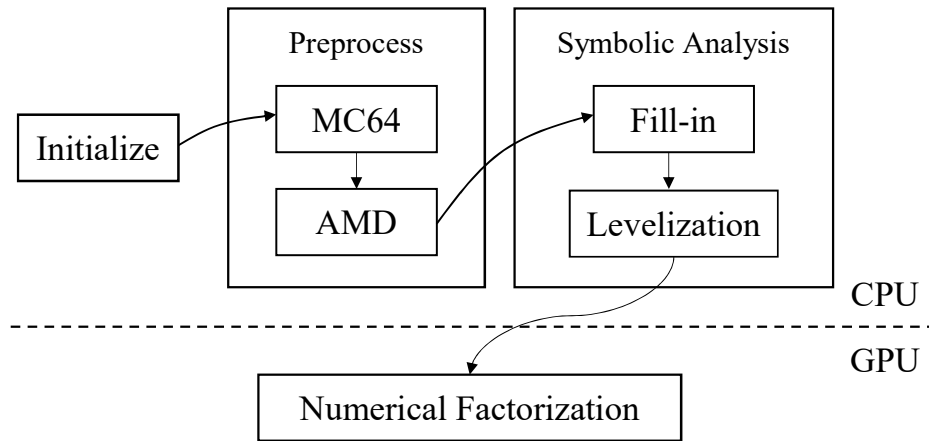 Preprocess
Symbolic Analysis
Initialize
MC64
Fill-in
AMD
Levelization
CPU
GPU
Numerical Factorization